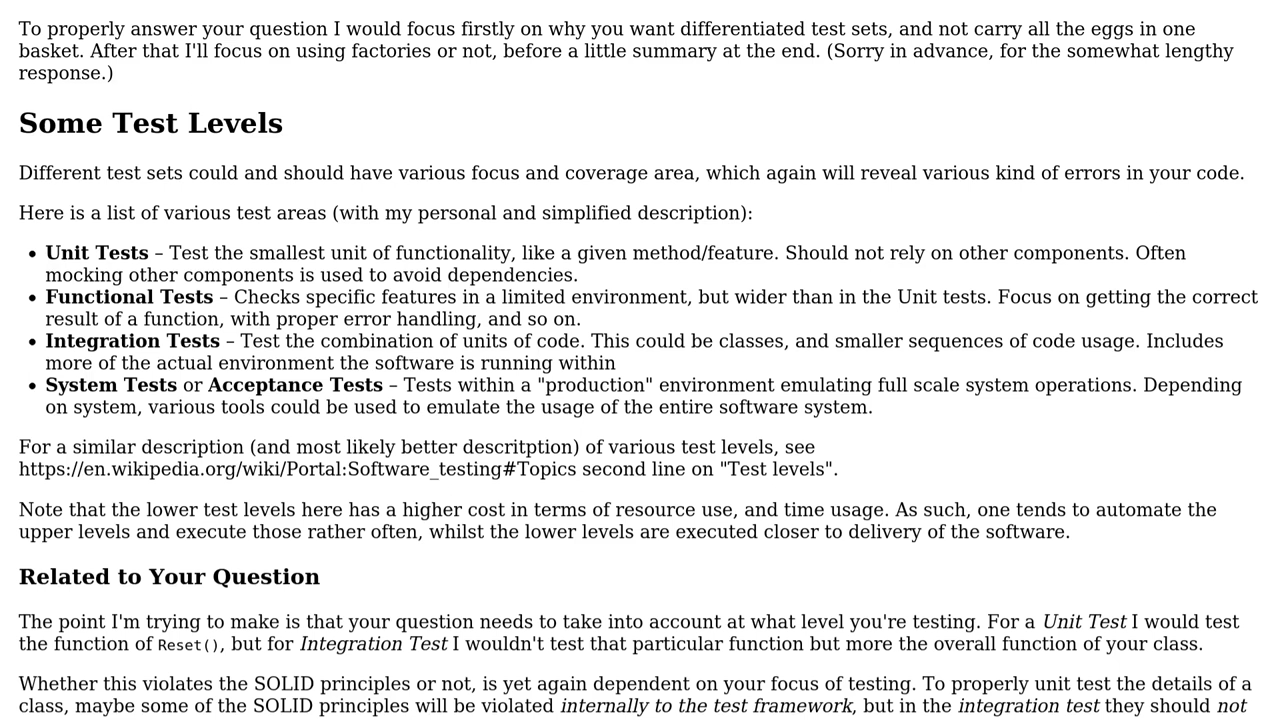 To properly answer your question I would focus firstly on why you want differentiated test sets, and not carry all the eggs in one
basket. After that I'll focus on using factories or not, before a little summary at the end. (Sorry in advance, for the somewhat lengthy
response.)
Some Test Levels
Different test sets could and should have various focus and coverage area, which again will reveal various kind of errors in your code.
Here is a list of various test areas (with my personal and simplified description):
• Unit Tests – Test the smallest unit of functionality, like a given method/feature. Should not rely on other components. Often
mocking other components is used to avoid dependencies.
• Functional Tests – Checks specific features in a limited environment, but wider than in the Unit tests. Focus on getting the correct
result of a function, with proper error handling, and so on.
• Integration Tests – Test the combination of units of code. This could be classes, and smaller sequences of code usage. Includes
more of the actual environment the software is running within
• System Tests or Acceptance Tests – Tests within a "production" environment emulating full scale system operations. Depending
on system, various tools could be used to emulate the usage of the entire software system.
For a similar description (and most likely better descritption) of various test levels, see
https://en.wikipedia.org/wiki/Portal:Software_testing#Topics second line on "Test levels".
Note that the lower test levels here has a higher cost in terms of resource use, and time usage. As such, one tends to automate the
upper levels and execute those rather often, whilst the lower levels are executed closer to delivery of the software.
Related to Your Question
The point I'm trying to make is that your question needs to take into account at what level you're testing. For a Unit Test I would test
the function of Reset(), but for Integration Test I wouldn't test that particular function but more the overall function of your class.
Whether this violates the SOLID principles or not, is yet again dependent on your focus of testing. To properly unit test the details of a
class, maybe some of the SOLID principles will be violated internally to the test framework, but in the integration test they should not